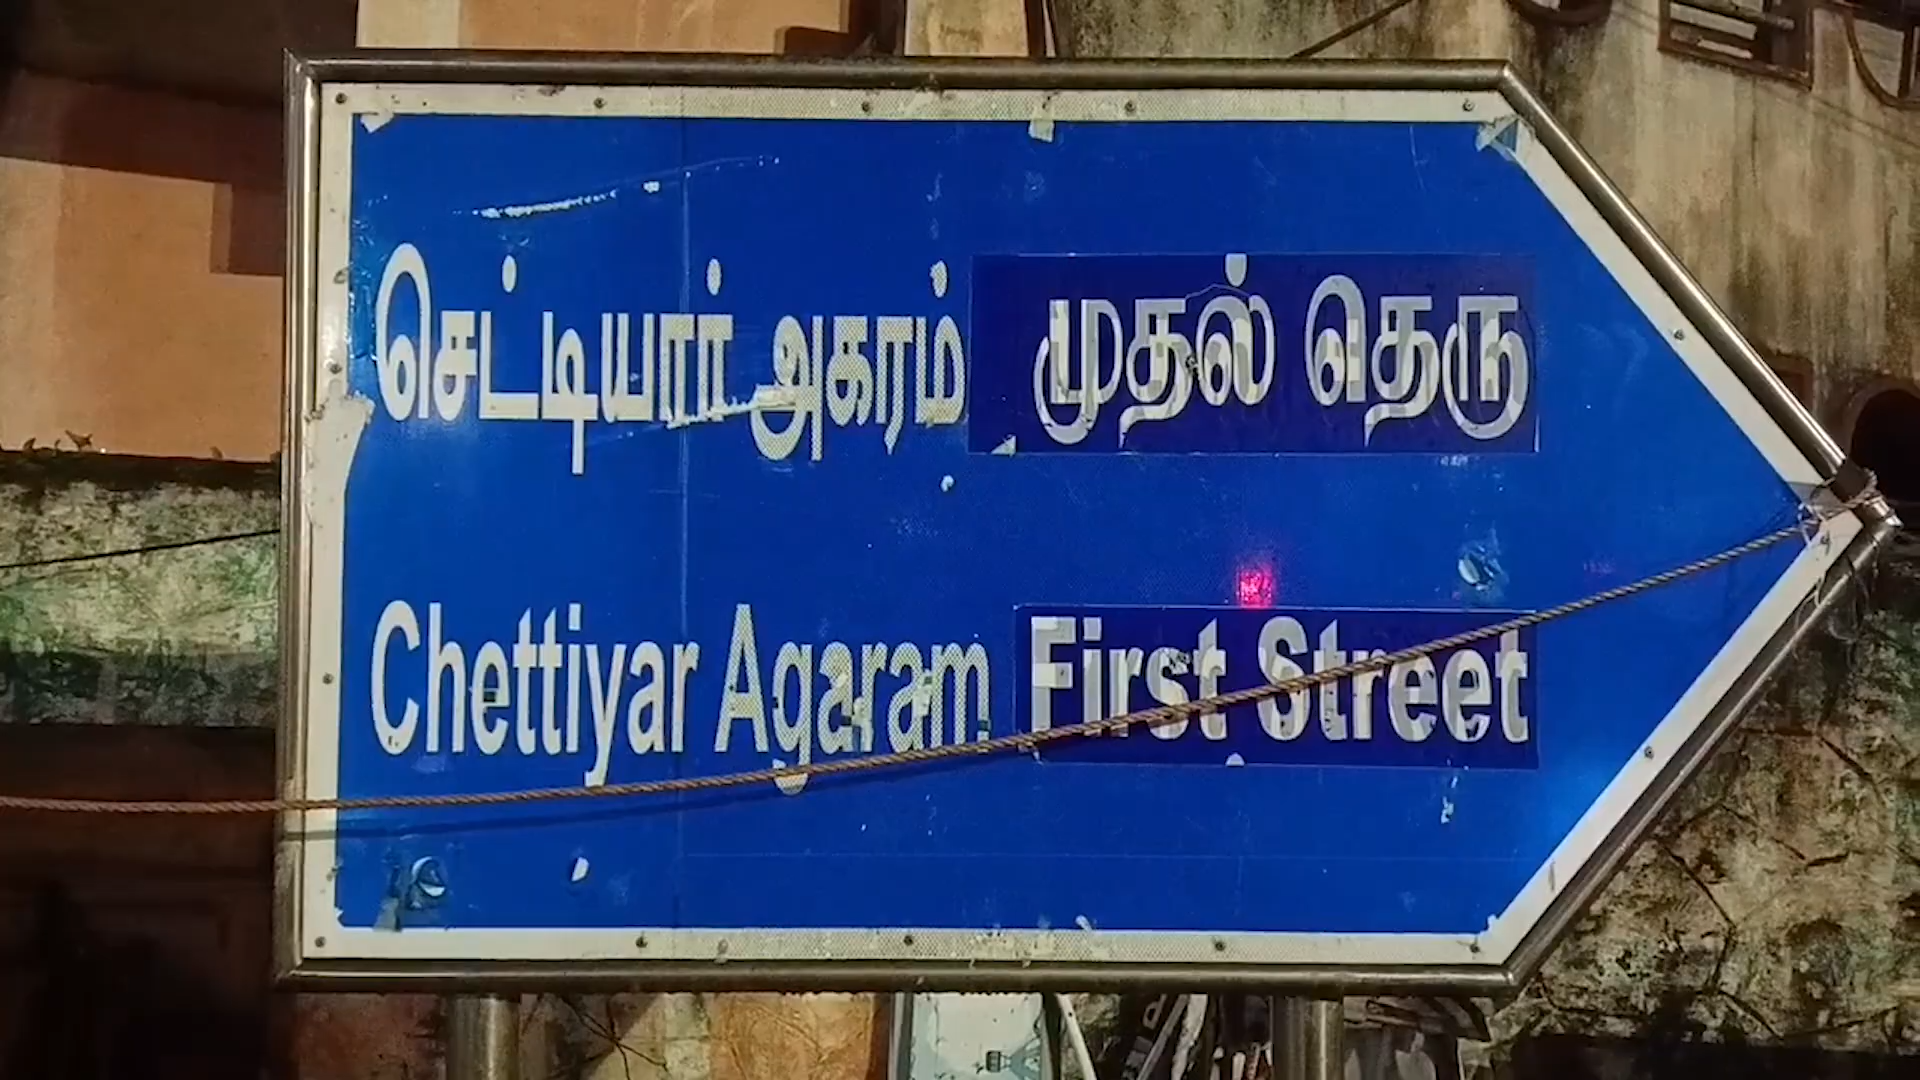 செட்டியார் அகரம் முதல் தெரு
Chettiyar Agaram First Street